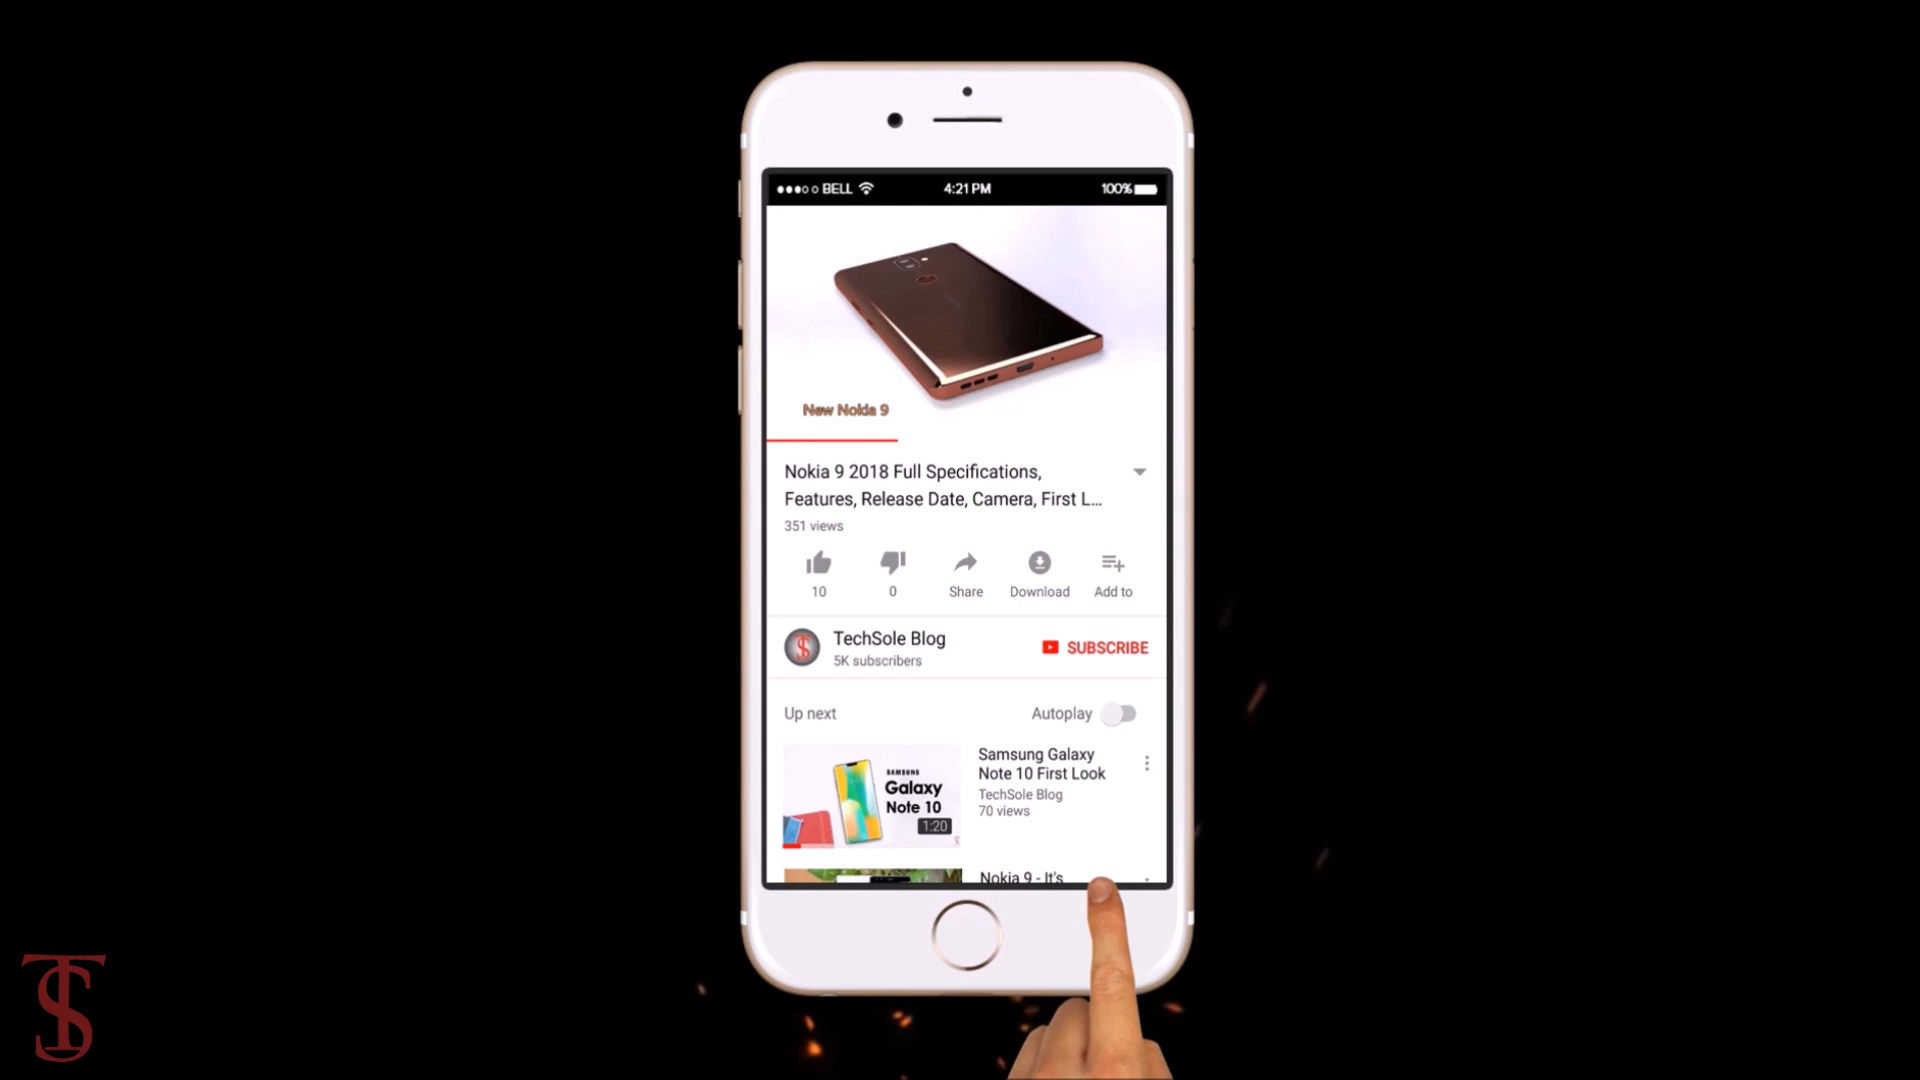 BELL
4:21 PM
100%
New Nokia 9
Nokia 9 2018 Full Specifications,
Features, Release Date, Camera, First L...
351 views
10
0
Share
Download
Add to
TechSole Blog
5K subscribers
SUBSCRIBE
Up next
Autoplay
SAMSUNG
Galaxy
Note 10
1:20
Samsung Galaxy
Note 10 First Look
TechSole Blog
70 views
Nokia 9 - It's
TS